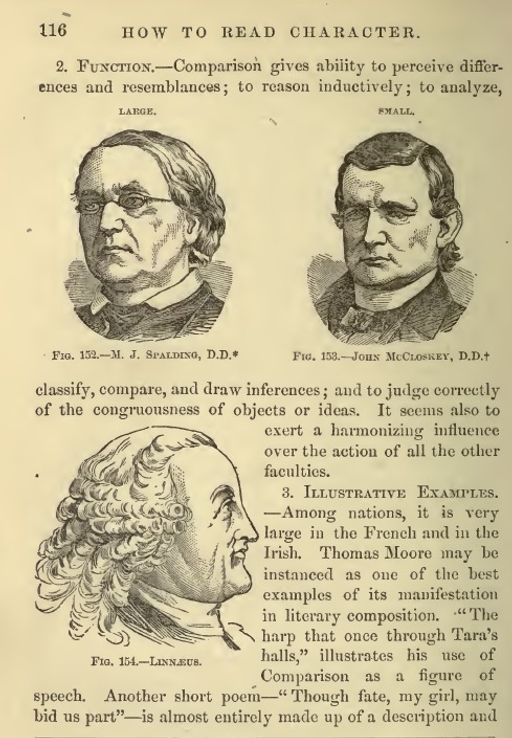 116 HOW TO READ CHARACTER.
2. FUNCTION.—Comparison gives ability to perceive differ-
ences and resemblances; to reason inductively; to analyze,
LARGE.
SMALL.
FIG. 152.—M. J. SPALDING, D.D.*
FIG. 153.—JOHN MCCLOSKEY, D.D.†
classify, compare, and draw inferences; and to judge correctly
of the congruousness of objects or ideas. It seems also to
exert a harmonizing influence
over the action of all the other
faculties.
3. ILLUSTRATIVE EXAMPLES.
—Among nations, it is very
large in the French and in the
Irish. Thomas Moore may be
instanced as one of the best
examples of its manifestation
in literary composition. “The
harp that once through Tara's
halls,” illustrates his use of
Comparison as a figure of
FIG. 154.—LINNÆUS.
speech. Another short poem—“Though fate, my girl, may
bid us part”—is almost entirely made up of a description and